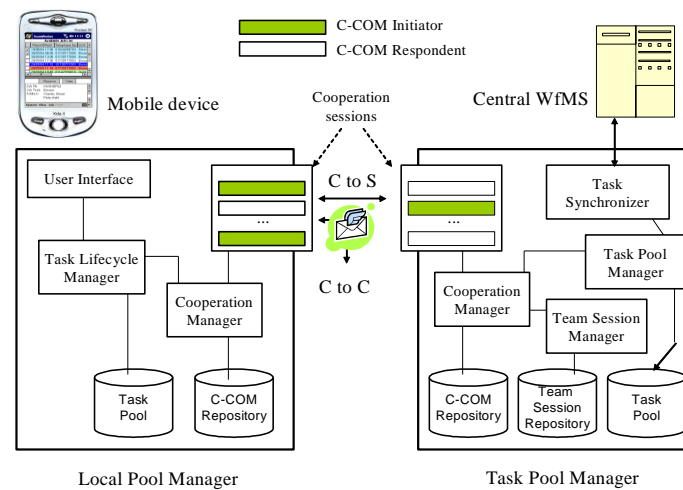 C-COM Initiator
C-COM Respondent
Mobile device
Cooperation
sessions
Central WfMS
User Interface
Task Lifecycle
Manager
Cooperation
Manager
Task
Pool
C-COM
Repository
...
C to S
C to C
...
Task
Synchronizer
Task Pool
Manager
Cooperation
Manager
Team Session
Manager
C-COM
Repository
Team
Session
Repository
Task
Pool
Local Pool Manager
Task Pool Manager